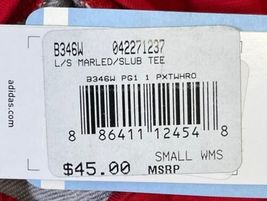 B346W 042271237
L/S MARLED/SLUB TEE
B346W PG1 1 PXTWHRO
8 86411 12454 8
SMALL WMS
$45.00 MSRP
adidas.com